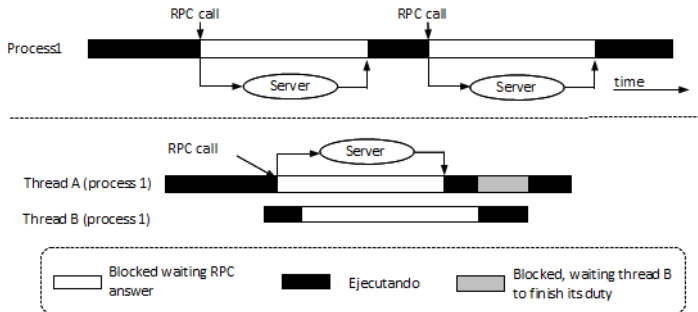 RPC call
RPC call
Process1
Server
Server
time
RPC call
Server
Thread A (process 1)
Thread B (process 1)
Blocked waiting RPC
answer
Ejecutando
Blocked, waiting thread B
to finish its duty